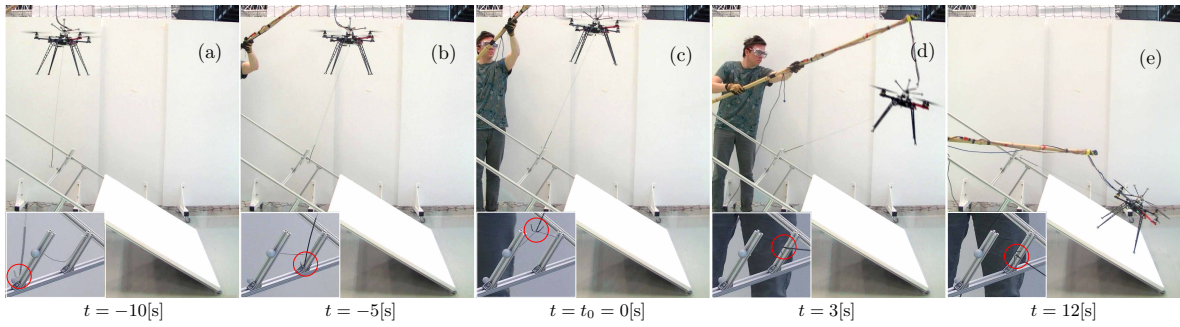 (a)
(b)
(c)
(d)
(e)
t = −10[s]
t = −5[s]
t = t₀ = 0[s]
t = 3[s]
t = 12[s]